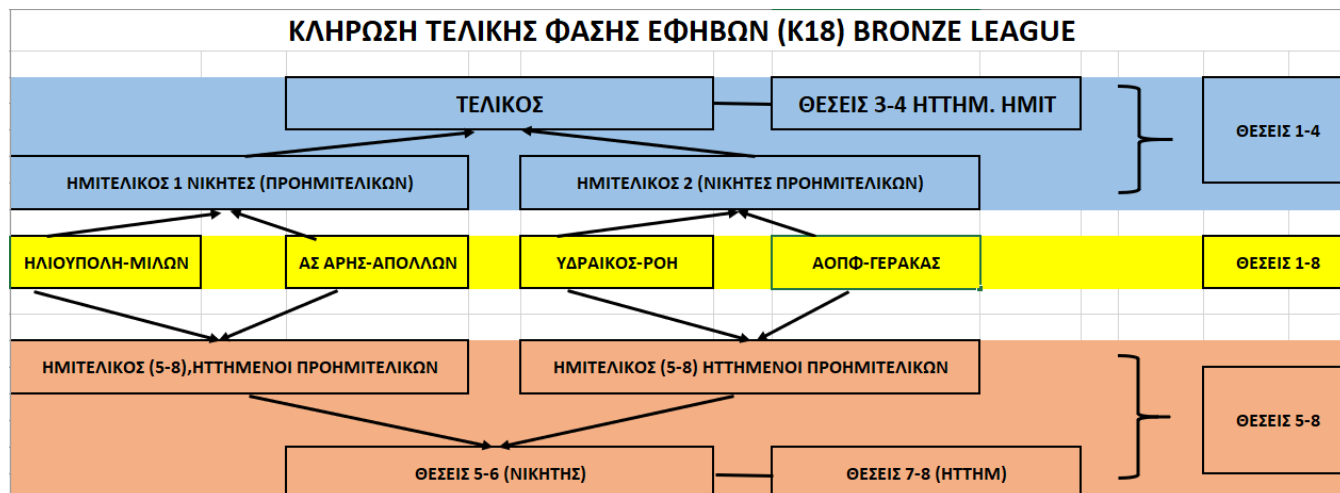 ΚΛΗΡΩΣΗ ΤΕΛΙΚΗΣ ΦΑΣΗΣ ΕΦΗΒΩΝ (Κ18) BRONZE LEAGUE
ΤΕΛΙΚΟΣ
ΘΕΣΕΙΣ 3-4 ΗΤΤΗΜ. ΗΜΙΤ
ΘΕΣΕΙΣ 1-4
ΗΜΙΤΕΛΙΚΟΣ 1 ΝΙΚΗΤΕΣ (ΠΡΟΗΜΙΤΕΛΙΚΩΝ)
ΗΜΙΤΕΛΙΚΟΣ 2 (ΝΙΚΗΤΕΣ ΠΡΟΗΜΙΤΕΛΙΚΩΝ)
ΗΛΙΟΥΠΟΛΗ-ΜΙΛΩΝ
ΑΣ ΑΡΗΣ-ΑΠΟΛΛΩΝ
ΥΔΡΑΙΚΟΣ-ΡΟΗ
ΑΟΠΦ-ΓΕΡΑΚΑΣ
ΘΕΣΕΙΣ 1-8
ΗΜΙΤΕΛΙΚΟΣ (5-8),ΗΤΤΗΜΕΝΟΙ ΠΡΟΗΜΙΤΕΛΙΚΩΝ
ΗΜΙΤΕΛΙΚΟΣ (5-8) ΗΤΤΗΜΕΝΟΙ ΠΡΟΗΜΙΤΕΛΙΚΩΝ
ΘΕΣΕΙΣ 5-8
ΘΕΣΕΙΣ 5-6 (ΝΙΚΗΤΗΣ)
ΘΕΣΕΙΣ 7-8 (ΗΤΤΗΜ)